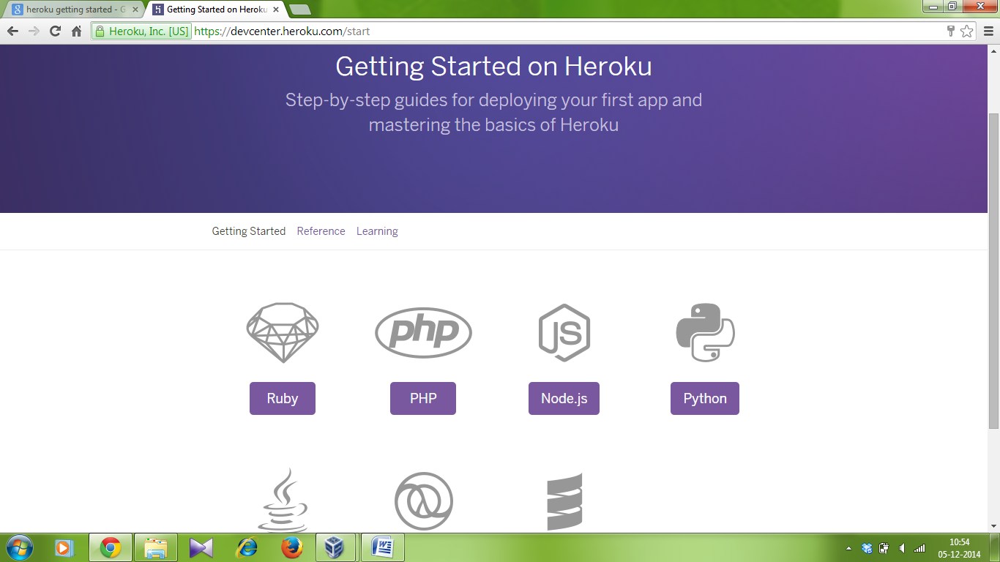 heroku getting started - G
Getting Started on Heroku
Heroku, Inc. [US] https://devcenter.heroku.com/start
Getting Started on Heroku
Step-by-step guides for deploying your first app and
mastering the basics of Heroku
Getting Started Reference Learning
php JS
Ruby PHP Node.js Python
10:54
05-12-2014